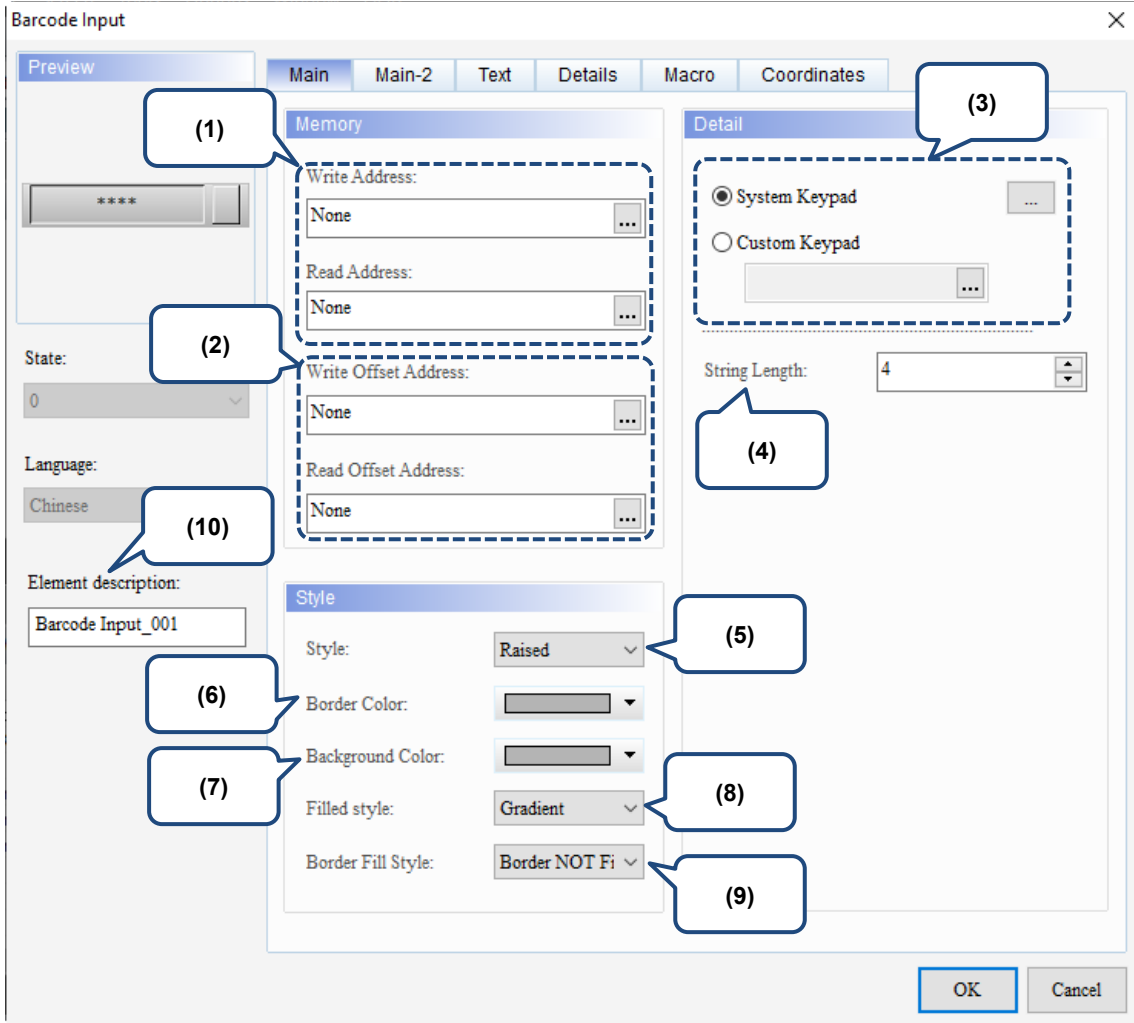 Barcode Input
Preview
****
State:
0
Language:
Chinese
(10)
Element description:
Barcode Input_001
Main Main-2 Text Details Macro Coordinates
Memory
(1)
Write Address:
None
...
Read Address:
None
...
(2)
Write Offset Address:
None
...
Read Offset Address:
None
...
Style
Style: Raised
(5)
(6)
Border Color:
(7)
Background Color:
Filled style: Gradient
(8)
Border Fill Style: Border NOT Fi
(9)
Detail
(3)
System Keypad ...
Custom Keypad
...
String Length: 4
(4)
OK Cancel